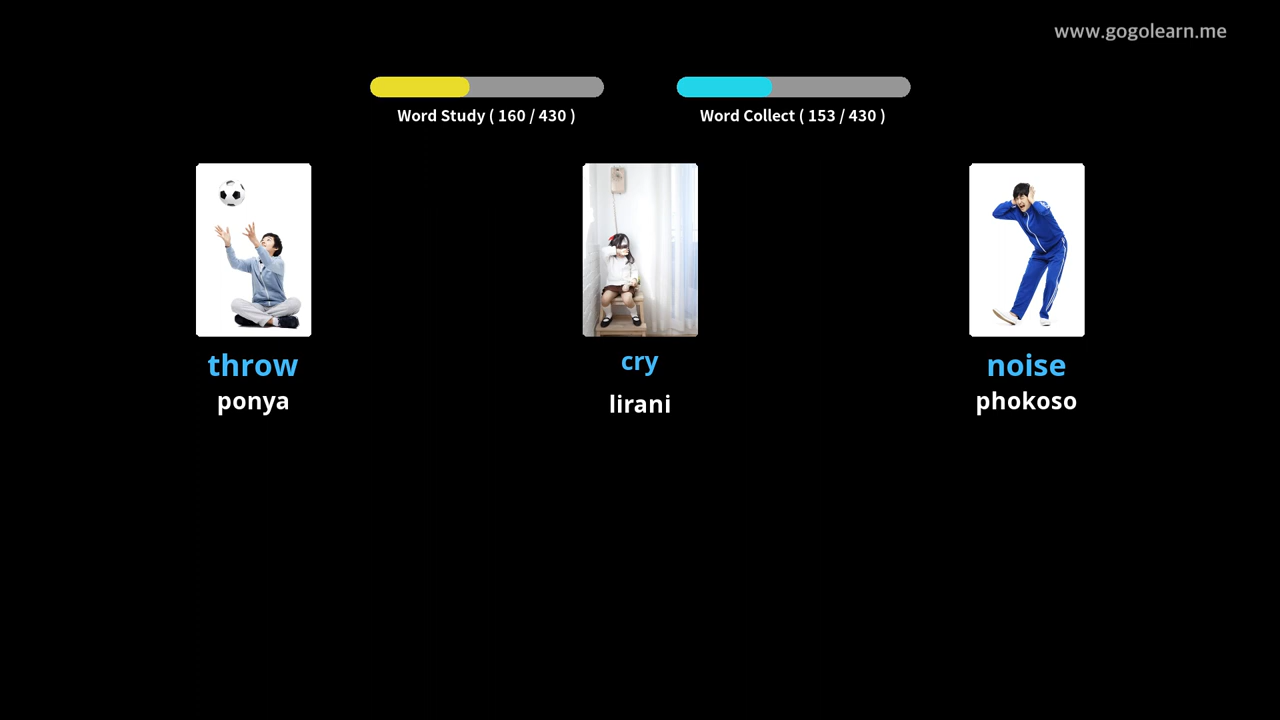 www.gogolearn.me
Word Study ( 160 / 430 )
Word Collect ( 153 / 430 )
throw
ponya
cry
lirani
noise
phokoso